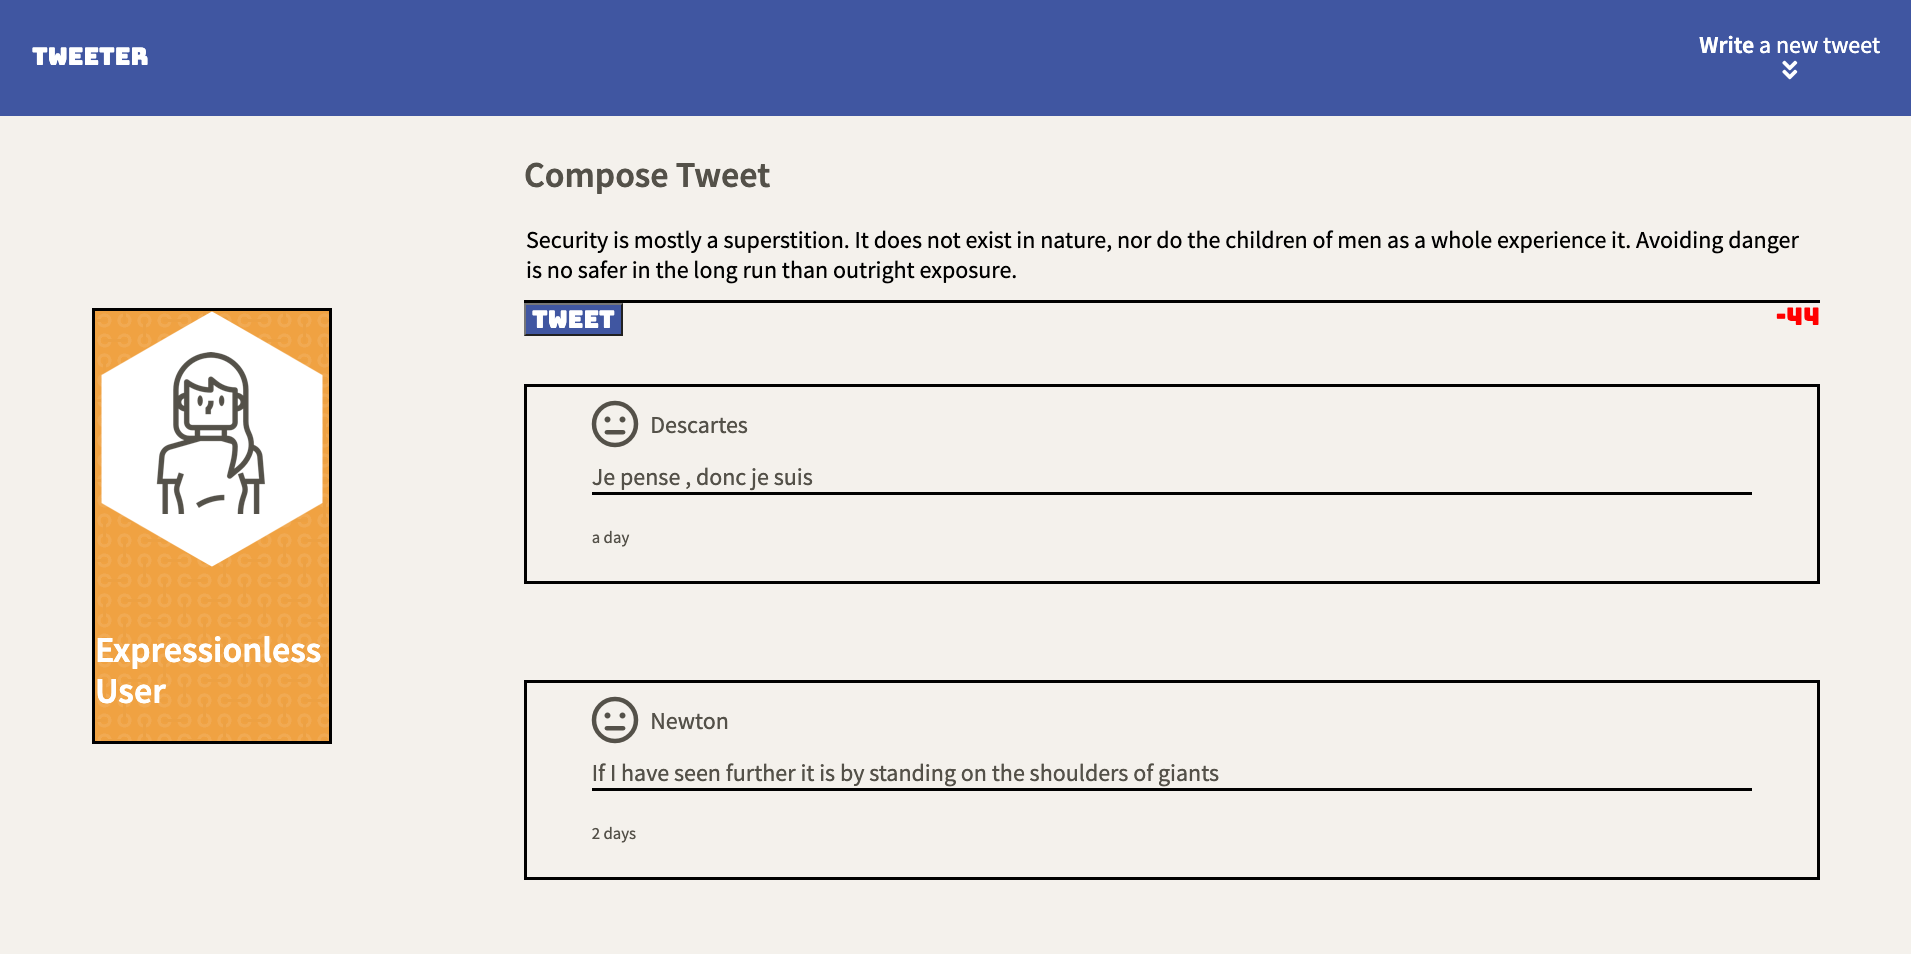 TWEETER
Write a new tweet
Compose Tweet
Security is mostly a superstition. It does not exist in nature, nor do the children of men as a whole experience it. Avoiding danger
is no safer in the long run than outright exposure.
TWEET
-44
Expressionless
User
Descartes
Je pense , donc je suis
a day
Newton
If I have seen further it is by standing on the shoulders of giants
2 days